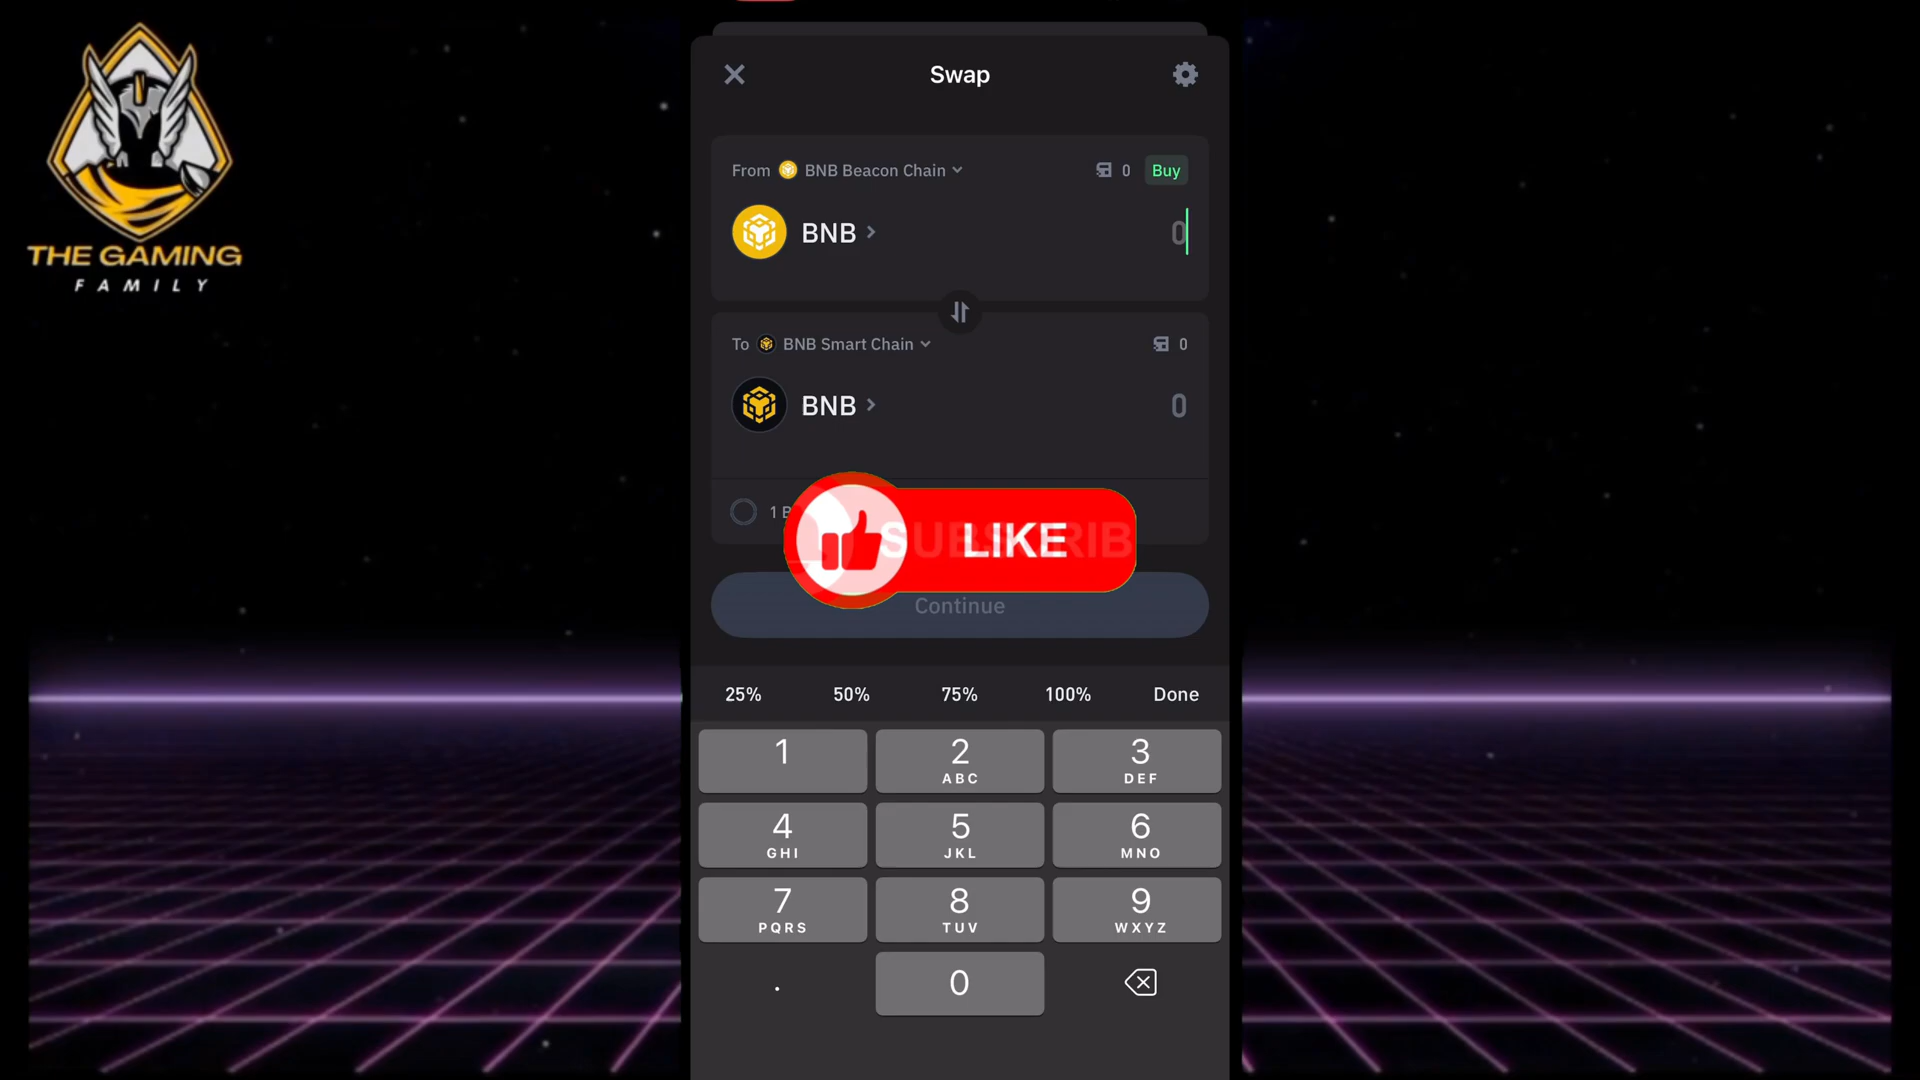 THE GAMING
FAMILY
Swap
From BNB Beacon Chain 0 Buy
BNB 0
To BNB Smart Chain 0
BNB 0
1 B
SUBSCRIB
LIKE
Continue
25% 50% 75% 100% Done
1 2 3
ABC DEF
4 5 6
GHI JKL MNO
7 8 9
PQRS TUV WXYZ
. 0